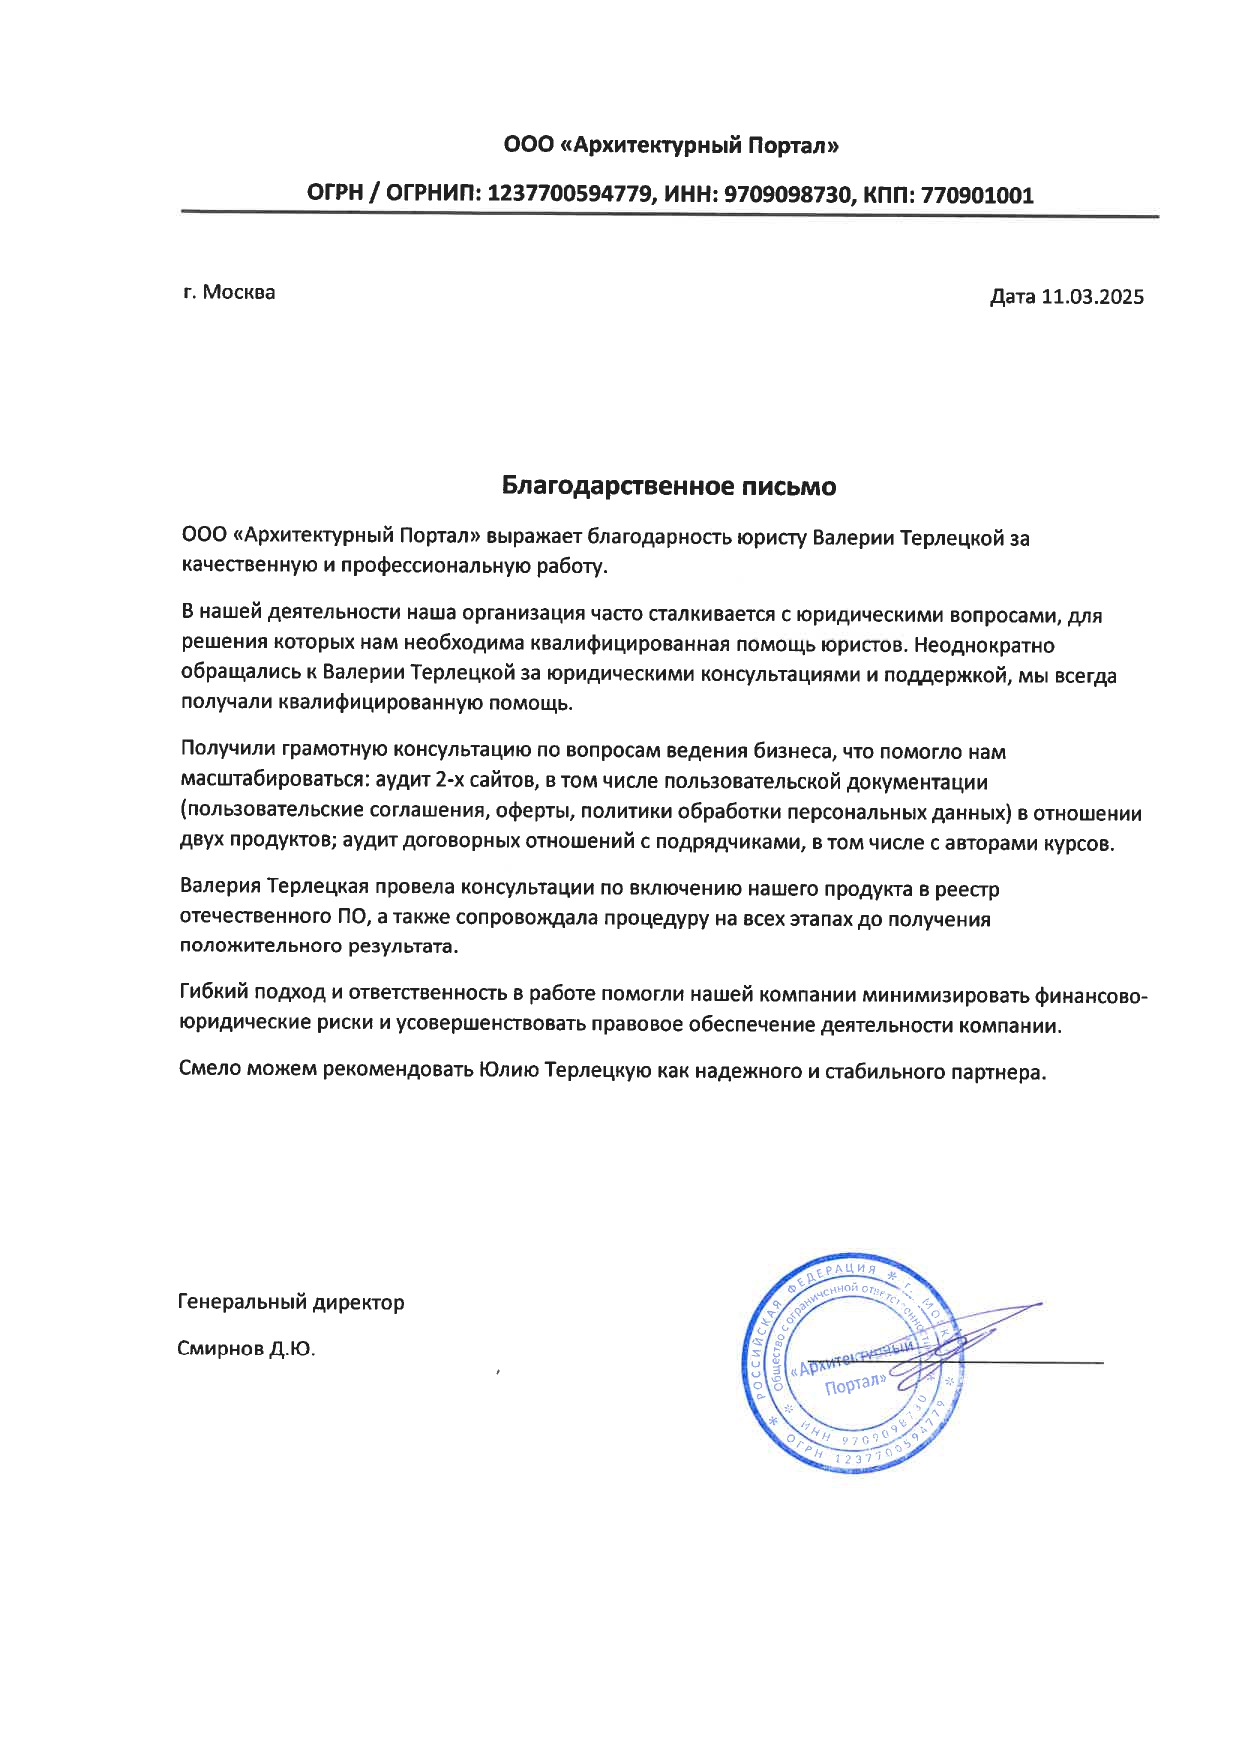 ООО «Архитектурный Портал»
ОГРН / ОГРНИП: 1237700594779, ИНН: 9709098730, КПП: 770901001
г. Москва
Дата 11.03.2025
Благодарственное письмо
ООО «Архитектурный Портал» выражает благодарность юристу Валерии Терлецкой за
качественную и профессиональную работу.
В нашей деятельности наша организация часто сталкивается с юридическими вопросами, для
решения которых нам необходима квалифицированная помощь юристов. Неоднократно
обращались к Валерии Терлецкой за юридическими консультациями и поддержкой, мы всегда
получали квалифицированную помощь.
Получили грамотную консультацию по вопросам ведения бизнеса, что помогло нам
масштабироваться: аудит 2-х сайтов, в том числе пользовательской документации
(пользовательские соглашения, оферты, политики обработки персональных данных) в отношении
двух продуктов; аудит договорных отношений с подрядчиками, в том числе с авторами курсов.
Валерия Терлецкая провела консультации по включению нашего продукта в реестр
отечественного ПО, а также сопровождала процедуру на всех этапах до получения
положительного результата.
Гибкий подход и ответственность в работе помогли нашей компании минимизировать финансово-
юридические риски и усовершенствовать правовое обеспечение деятельности компании.
Смело можем рекомендовать Юлию Терлецкую как надежного и стабильного партнера.
Генеральный директор
Смирнов Д.Ю.
РОССИЙСКАЯ ФЕДЕРАЦИЯ * г. МОСКВА
* ОГРН 1237700594779 *
Общество с ограниченной ответственностью
* ИНН 9709098730 *
«Архитектурный
Портал»